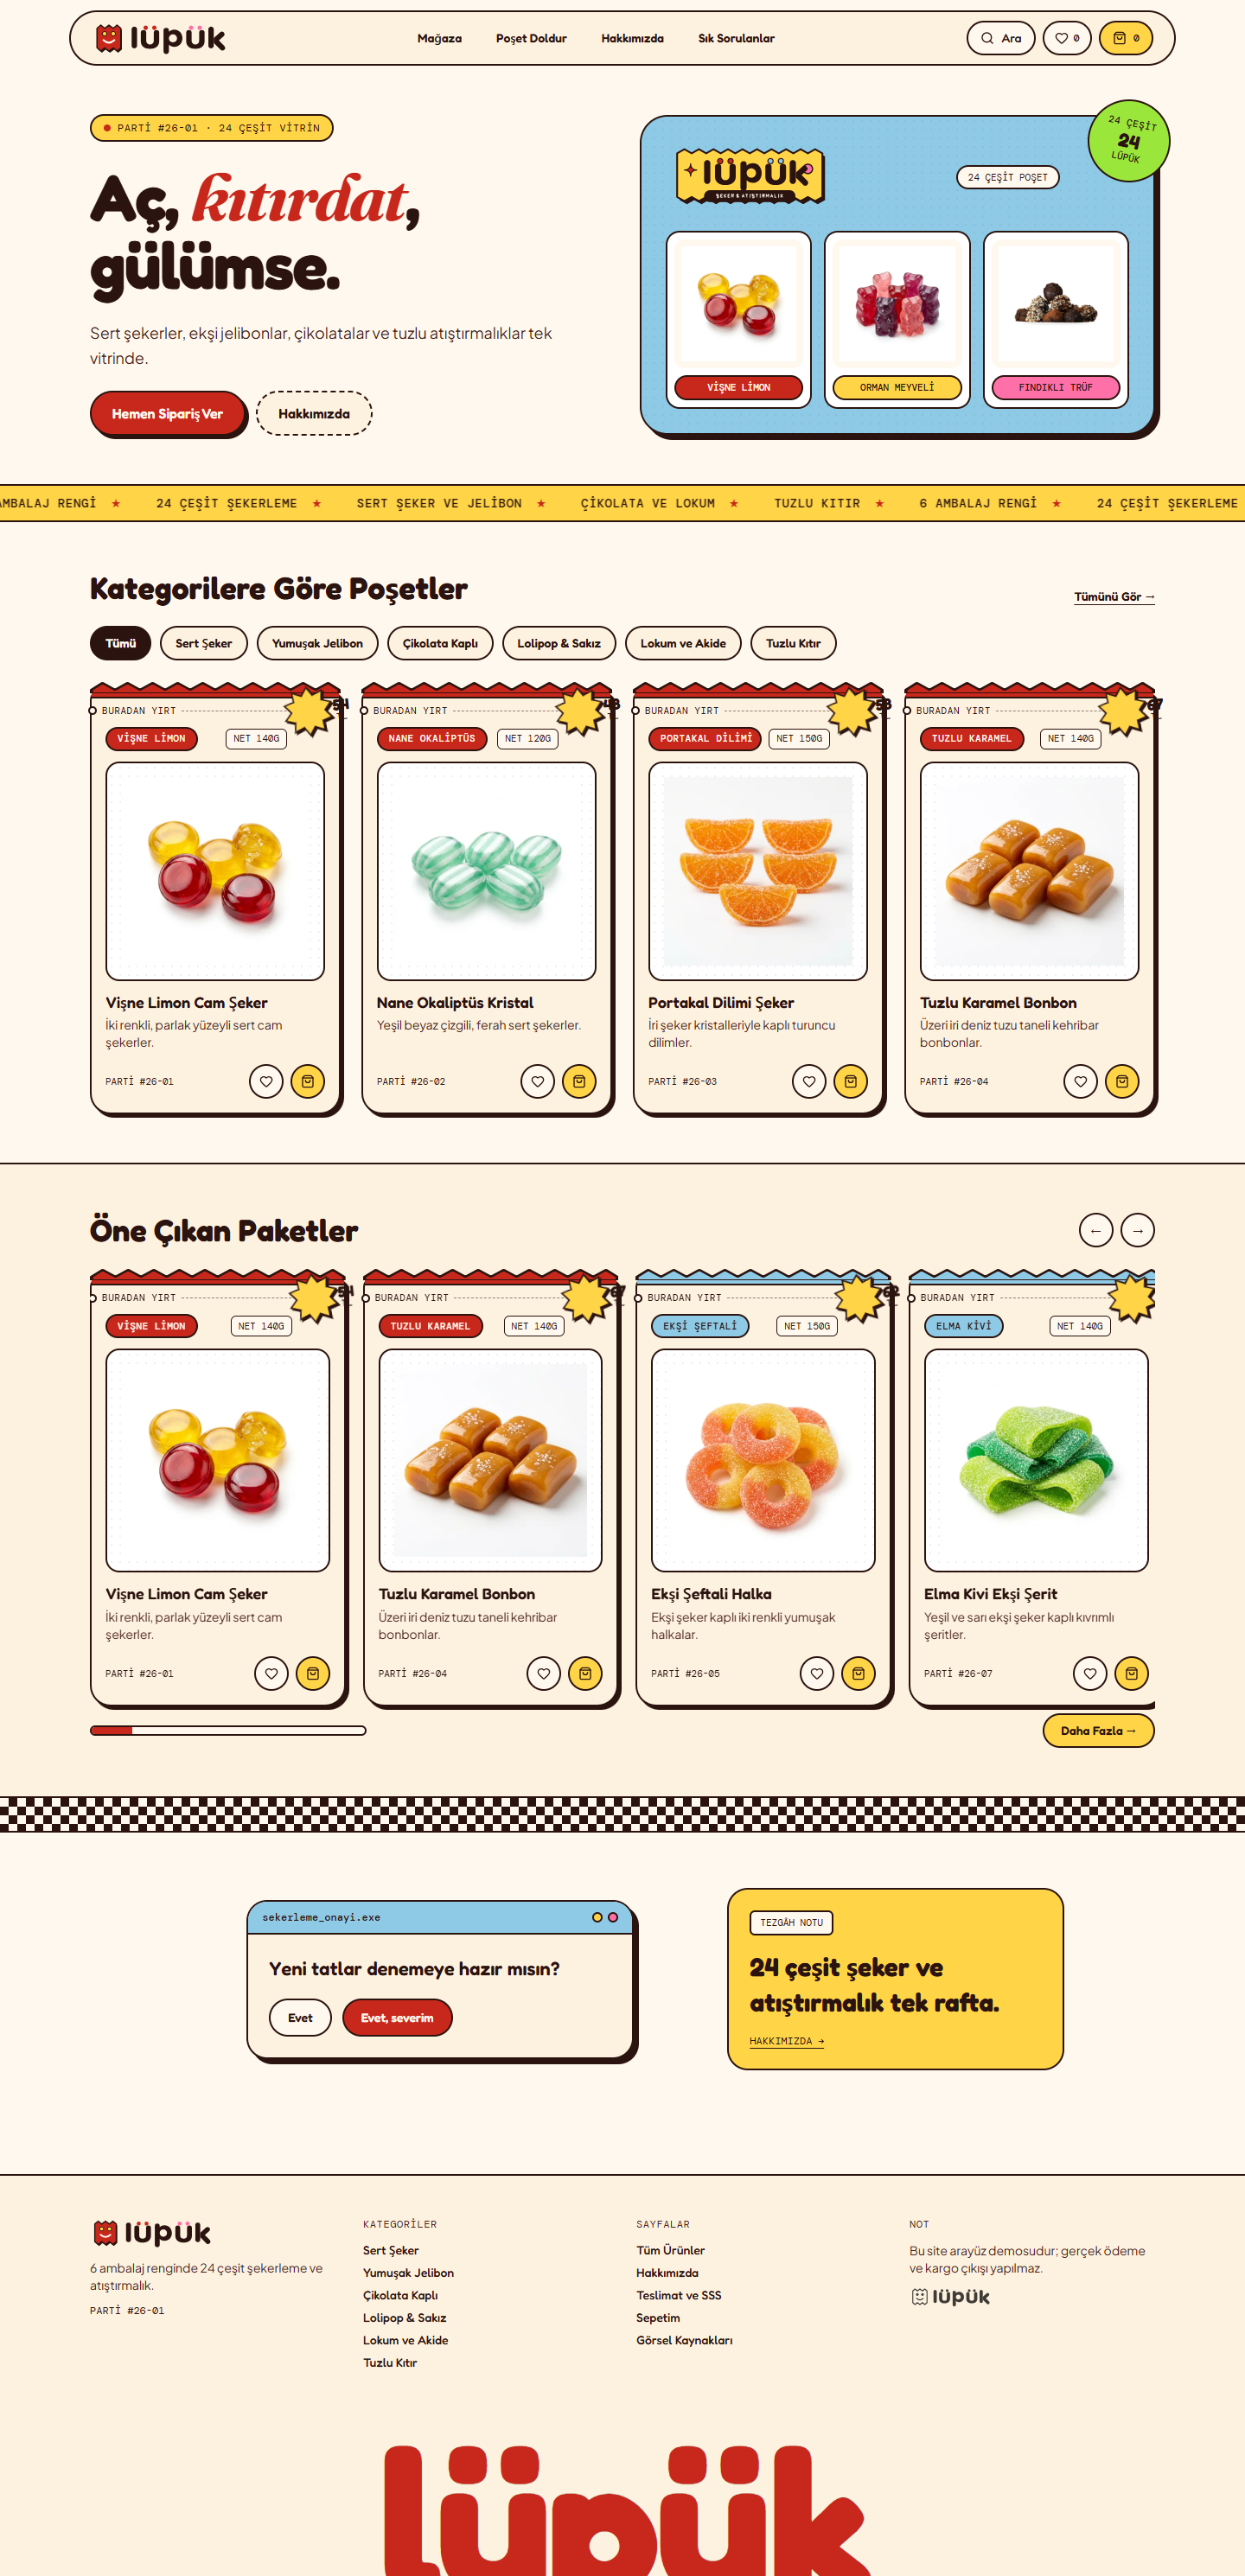 lüpük
Mağaza
Poşet Doldur
Hakkımızda
Sık Sorulanlar
Ara
0
0
PARTİ #26-01 · 24 ÇEŞİT VİTRİN
Aç, kıtırdat,
gülümse.
Sert şekerler, ekşi jelibonlar, çikolatalar ve tuzlu atıştırmalıklar tek
vitrinde.
Hemen Sipariş Ver
Hakkımızda
lüpük
ŞEKER & ATIŞTIRMALIK
24 ÇEŞİT POŞET
24 ÇEŞİT
24
LÜPÜK
VİŞNE LİMON
ORMAN MEYVELİ
FINDIKLI TRÜF
AMBALAJ RENGİ ★ 24 ÇEŞİT ŞEKERLEME ★ SERT ŞEKER VE JELİBON ★ ÇİKOLATA VE LOKUM ★ TUZLU KITIR ★ 6 AMBALAJ RENGİ ★ 24 ÇEŞİT ŞEKERLEME
Kategorilere Göre Poşetler
Tümünü Gör →
Tümü
Sert Şeker
Yumuşak Jelibon
Çikolata Kaplı
Lolipop & Sakız
Lokum ve Akide
Tuzlu Kıtır
BURADAN YIRT
VİŞNE LİMON
NET 140G
Vişne Limon Cam Şeker
İki renkli, parlak yüzeyli sert cam
şekerler.
PARTİ #26-01
BURADAN YIRT
NANE OKALİPTÜS
NET 120G
Nane Okaliptüs Kristal
Yeşil beyaz çizgili, ferah sert şekerler.
PARTİ #26-02
BURADAN YIRT
PORTAKAL DİLİMİ
NET 150G
Portakal Dilimi Şeker
İri şeker kristalleriyle kaplı turuncu
dilimler.
PARTİ #26-03
BURADAN YIRT
67
TUZLU KARAMEL
NET 140G
Tuzlu Karamel Bonbon
Üzeri iri deniz tuzu taneli kehribar
bonbonlar.
PARTİ #26-04
Öne Çıkan Paketler
←
→
BURADAN YIRT
VİŞNE LİMON
NET 140G
Vişne Limon Cam Şeker
İki renkli, parlak yüzeyli sert cam
şekerler.
PARTİ #26-01
BURADAN YIRT
TUZLU KARAMEL
NET 140G
Tuzlu Karamel Bonbon
Üzeri iri deniz tuzu taneli kehribar
bonbonlar.
PARTİ #26-04
BURADAN YIRT
EKŞİ ŞEFTALİ
NET 150G
Ekşi Şeftali Halka
Ekşi şeker kaplı iki renkli yumuşak
halkalar.
PARTİ #26-05
BURADAN YIRT
ELMA KİVİ
NET 140G
Elma Kivi Ekşi Şerit
Yeşil ve sarı ekşi şeker kaplı kıvrımlı
şeritler.
PARTİ #26-07
Daha Fazla →
sekerleme_onayi.exe
Yeni tatlar denemeye hazır mısın?
Evet
Evet, severim
TEZGÂH NOTU
24 çeşit şeker ve
atıştırmalık tek rafta.
HAKKIMIZDA →
lüpük
6 ambalaj renginde 24 çeşit şekerleme ve
atıştırmalık.
PARTİ #26-01
KATEGORİLER
Sert Şeker
Yumuşak Jelibon
Çikolata Kaplı
Lolipop & Sakız
Lokum ve Akide
Tuzlu Kıtır
SAYFALAR
Tüm Ürünler
Hakkımızda
Teslimat ve SSS
Sepetim
Görsel Kaynakları
NOT
Bu site arayüz demosudur; gerçek ödeme
ve kargo çıkışı yapılmaz.
lüpük
lüpük